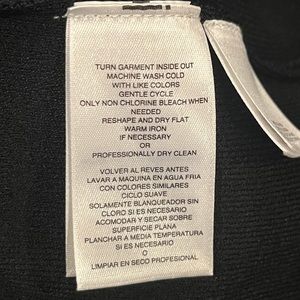 TURN GARMENT INSIDE OUT
MACHINE WASH COLD
WITH LIKE COLORS
GENTLE CYCLE
ONLY NON CHLORINE BLEACH WHEN
NEEDED
RESHAPE AND DRY FLAT
WARM IRON
IF NECESSARY
OR
PROFESSIONALLY DRY CLEAN
VOLVER AL REVES ANTES
LAVAR A MAQUINA EN AGUA FRIA
CON COLORES SIMILARES
CICLO SUAVE
SOLAMENTE BLANQUEADOR SIN
CLORO SI ES NECESARIO
ACOMODAR Y SECAR SOBRE
SUPERFICIE PLANA
PLANCHAR A MEDIA TEMPERATURA
SI ES NECESARIO
O
LIMPIAR EN SECO PROFESIONAL